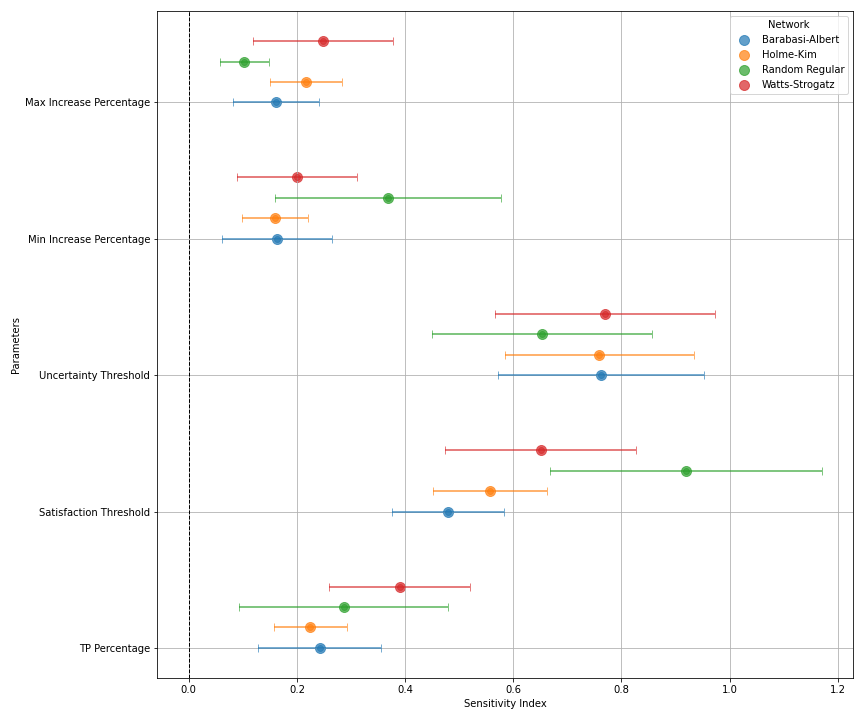 Network
Barabasi-Albert
Holme-Kim
Random Regular
Watts-Strogatz
Max Increase Percentage
Min Increase Percentage
Uncertainty Threshold
Satisfaction Threshold
TP Percentage
Parameters
0.0 0.2 0.4 0.6 0.8 1.0 1.2
Sensitivity Index